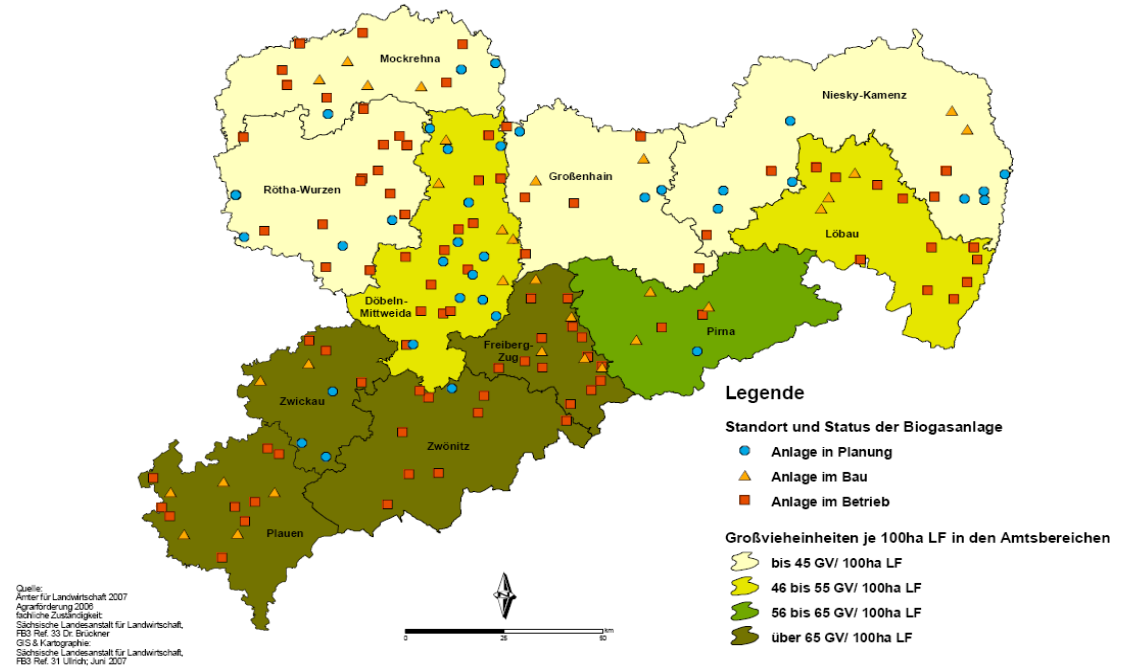 Mockrehna
Niesky-Kamenz
Rötha-Wurzen
Großenhain
Löbau
Döbeln-
Mittweida
Pirna
Freiberg-
Zug
Zwickau
Zwönitz
Plauen
Legende
Standort und Status der Biogasanlage
Anlage in Planung
Anlage im Bau
Anlage im Betrieb
Großvieheinheiten je 100ha LF in den Amtsbereichen
bis 45 GV/ 100ha LF
46 bis 55 GV/ 100ha LF
56 bis 65 GV/ 100ha LF
über 65 GV/ 100ha LF
Quelle:
Ämter für Landwirtschaft 2007
Agrarförderung 2006
fachliche Zuständigkeit:
Sächsische Landesanstalt für Landwirtschaft,
FB3 Ref. 33 Dr. Brückner
GIS & Kartographie:
Sächsische Landesanstalt für Landwirtschaft,
FB3 Ref. 31 Ullrich; Juni 2007
0 25 50 km